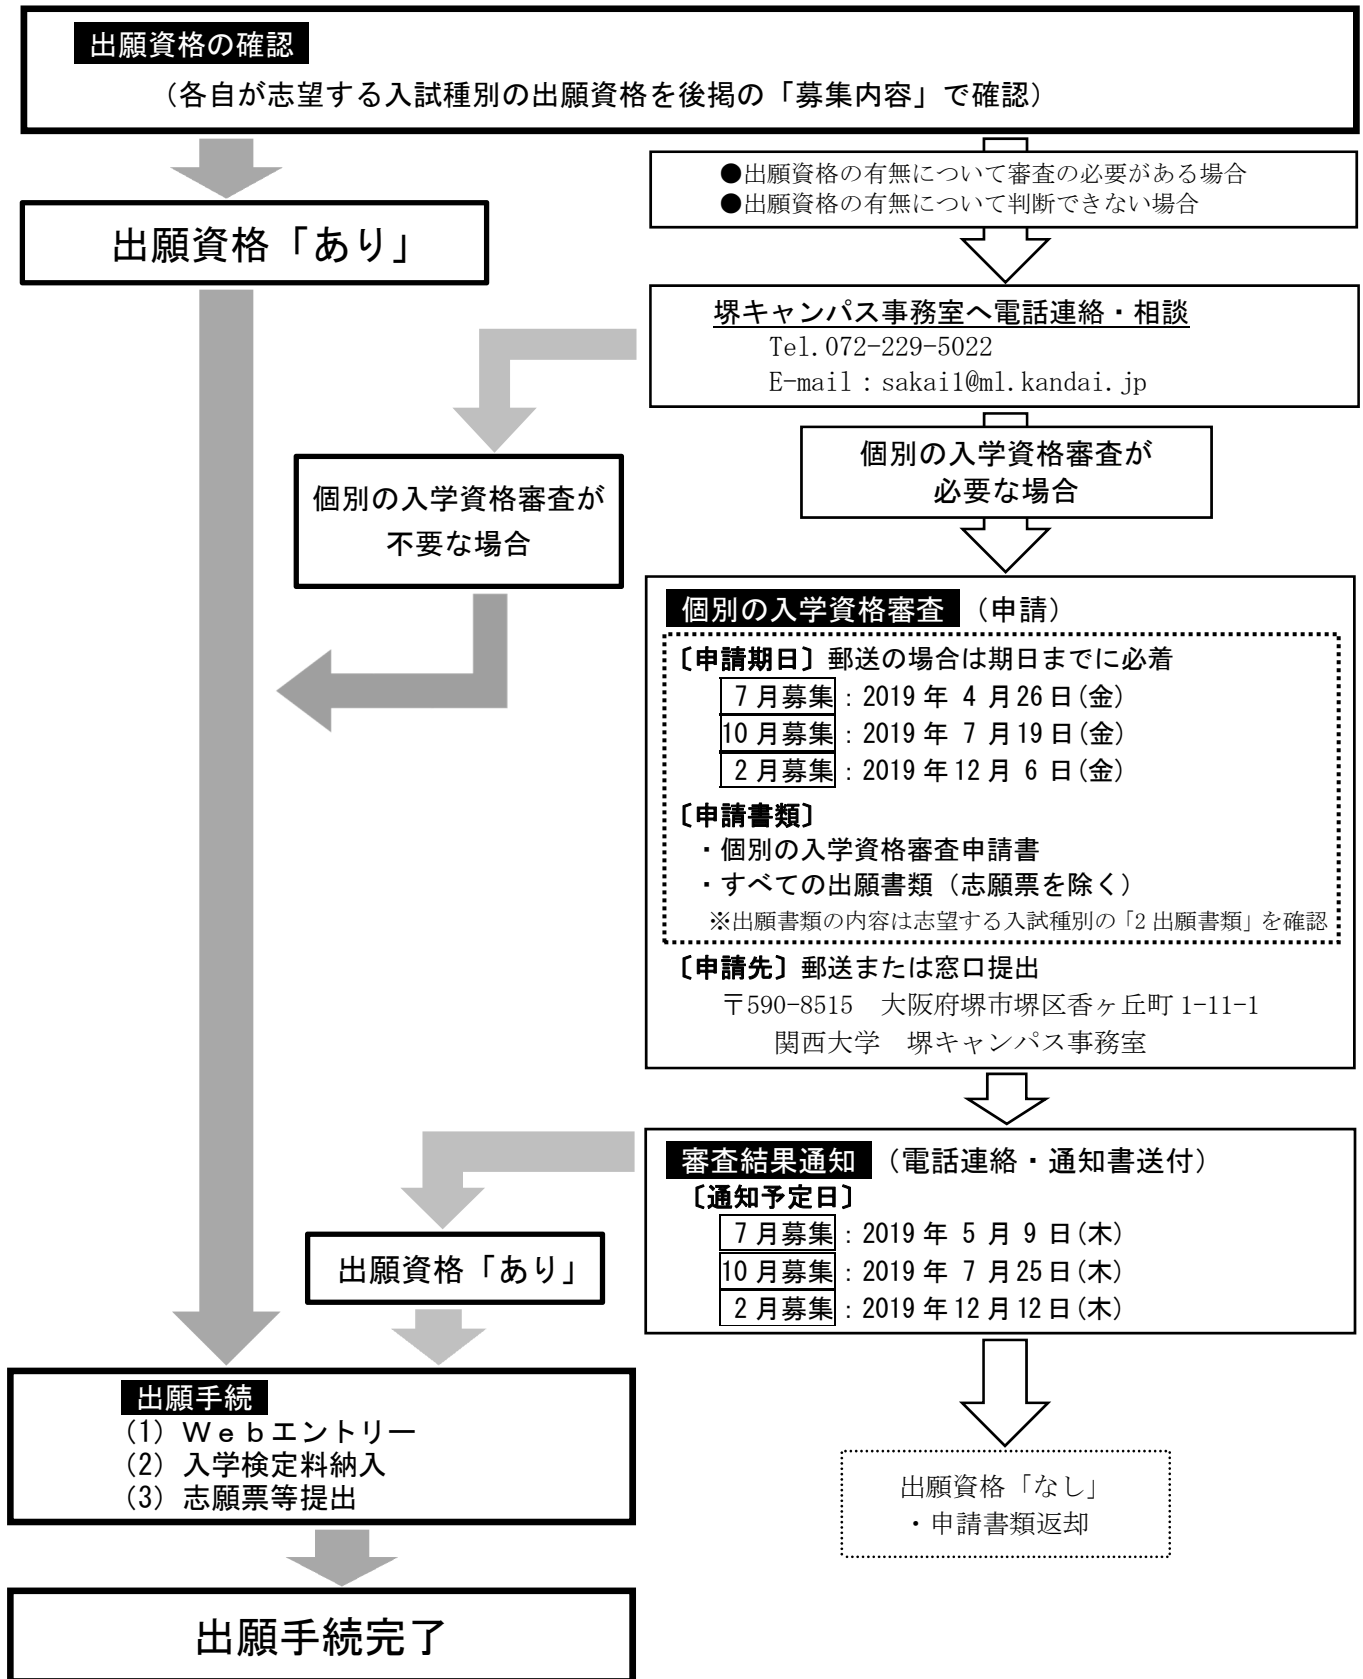 出願資格の確認
（各自が志望する入試種別の出願資格を後掲の「募集内容」で確認）
●出願資格の有無について審査の必要がある場合
●出願資格の有無について判断できない場合
出願資格「あり」
堺キャンパス事務室へ電話連絡・相談
Tel.072-229-5022
E-mail：sakai1@ml.kandai.jp
個別の入学資格審査が
必要な場合
個別の入学資格審査が
不要な場合
個別の入学資格審査（申請）
〔申請期日〕郵送の場合は期日までに必着
7月募集：2019年 4月26日(金)
10月募集：2019年 7月19日(金)
2月募集：2019年12月 6日(金)
〔申請書類〕
・個別の入学資格審査申請書
・すべての出願書類（志願票を除く）
※出願書類の内容は志望する入試種別の「2出願書類」を確認
〔申請先〕郵送または窓口提出
〒590-8515　大阪府堺市堺区香ヶ丘町1-11-1
関西大学　堺キャンパス事務室
審査結果通知（電話連絡・通知書送付）
〔通知予定日〕
7月募集：2019年 5月 9日(木)
10月募集：2019年 7月25日(木)
2月募集：2019年12月12日(木)
出願資格「あり」
出願手続
(1) Ｗｅｂエントリー
(2) 入学検定料納入
(3) 志願票等提出
出願資格「なし」
・申請書類返却
出願手続完了